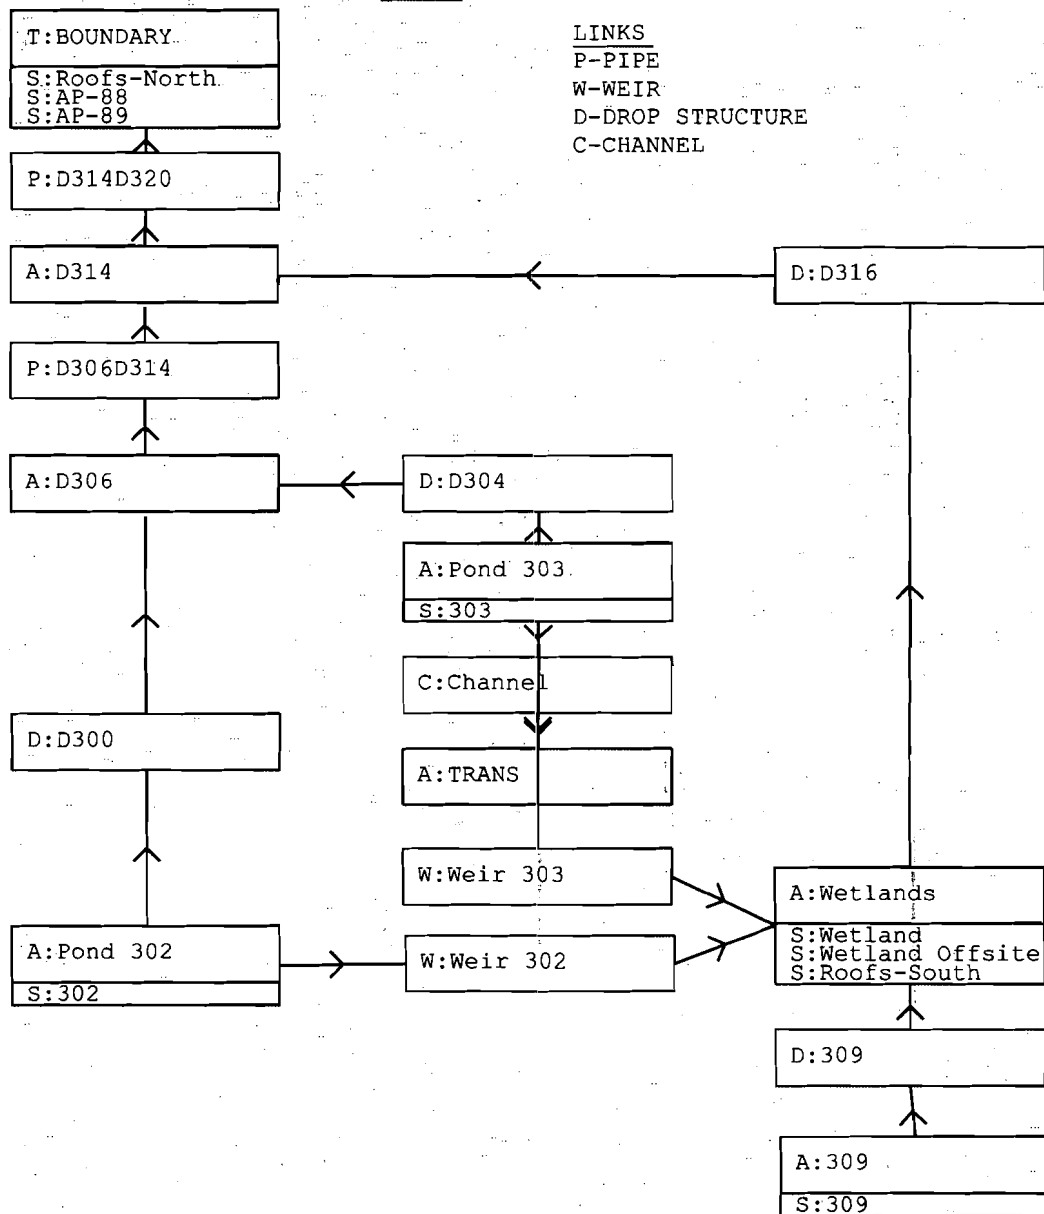 T:BOUNDARY
S:Roofs-North
S:AP-88
S:AP-89
LINKS
P-PIPE
W-WEIR
D-DROP STRUCTURE
C-CHANNEL
P:D314D320
A:D314
D:D316
P:D306D314
A:D306
D:D304
A:Pond 303
S:303
C:Channel
D:D300
A:TRANS
W:Weir 303
A:Wetlands
S:Wetland
S:Wetland Offsite
S:Roofs-South
A:Pond 302
S:302
W:Weir 302
D:309
A:309
S:309